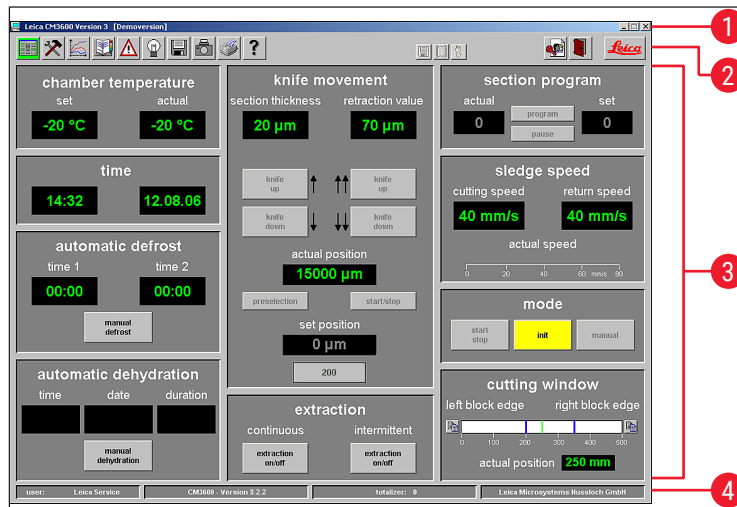 Leica CM3600 Version 3 [Demoversion]
1
?
Leica
2
chamber temperature
set actual
-20 °C -20 °C
time
14:32 12.08.06
automatic defrost
time 1 time 2
00:00 00:00
manual
defrost
automatic dehydration
time date duration
manual
dehydration
knife movement
section thickness retraction value
20 µm 70 µm
knife
up
knife
up
knife
down
knife
down
actual position
15000 µm
preselection start/stop
set position
0 µm
200
extraction
continuous intermittent
extraction
on/off
extraction
on/off
section program
actual set
0 program 0
pause
sledge speed
cutting speed return speed
40 mm/s 40 mm/s
actual speed
0 20 40 60 mm/s 80
3
mode
start
stop
init
manual
cutting window
left block edge right block edge
0 100 200 300 400 500
actual position 250 mm
user: Leica Service CM3600 - Version 3.2.2 totalizer: 0 Leica Microsystems Nussloch GmbH
4